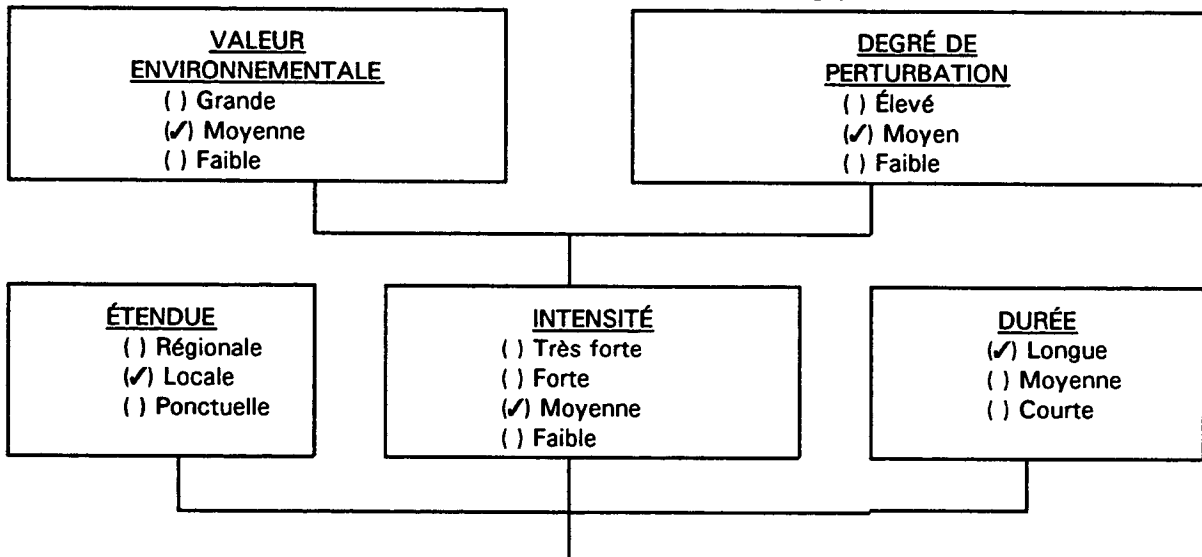 VALEUR
ENVIRONNEMENTALE
( ) Grande
(✓) Moyenne
( ) Faible
DEGRÉ DE
PERTURBATION
( ) Élevé
(✓) Moyen
( ) Faible
ÉTENDUE
( ) Régionale
(✓) Locale
( ) Ponctuelle
INTENSITÉ
( ) Très forte
( ) Forte
(✓) Moyenne
( ) Faible
DURÉE
(✓) Longue
( ) Moyenne
( ) Courte